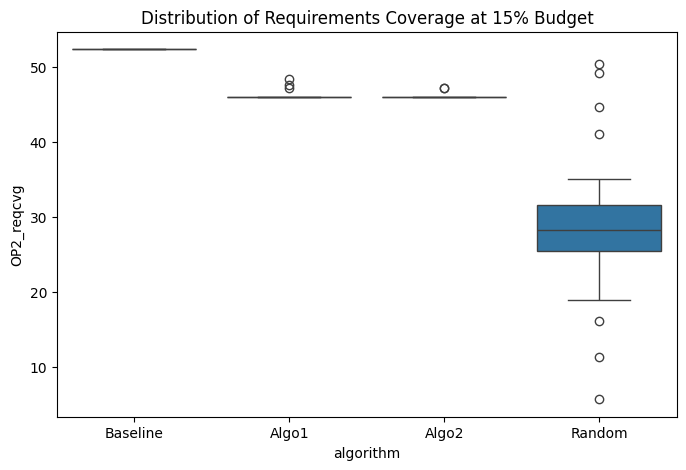 Distribution of Requirements Coverage at 15% Budget
OP2_reqcvg
50
40
30
20
10
Baseline
Algo1
Algo2
Random
algorithm